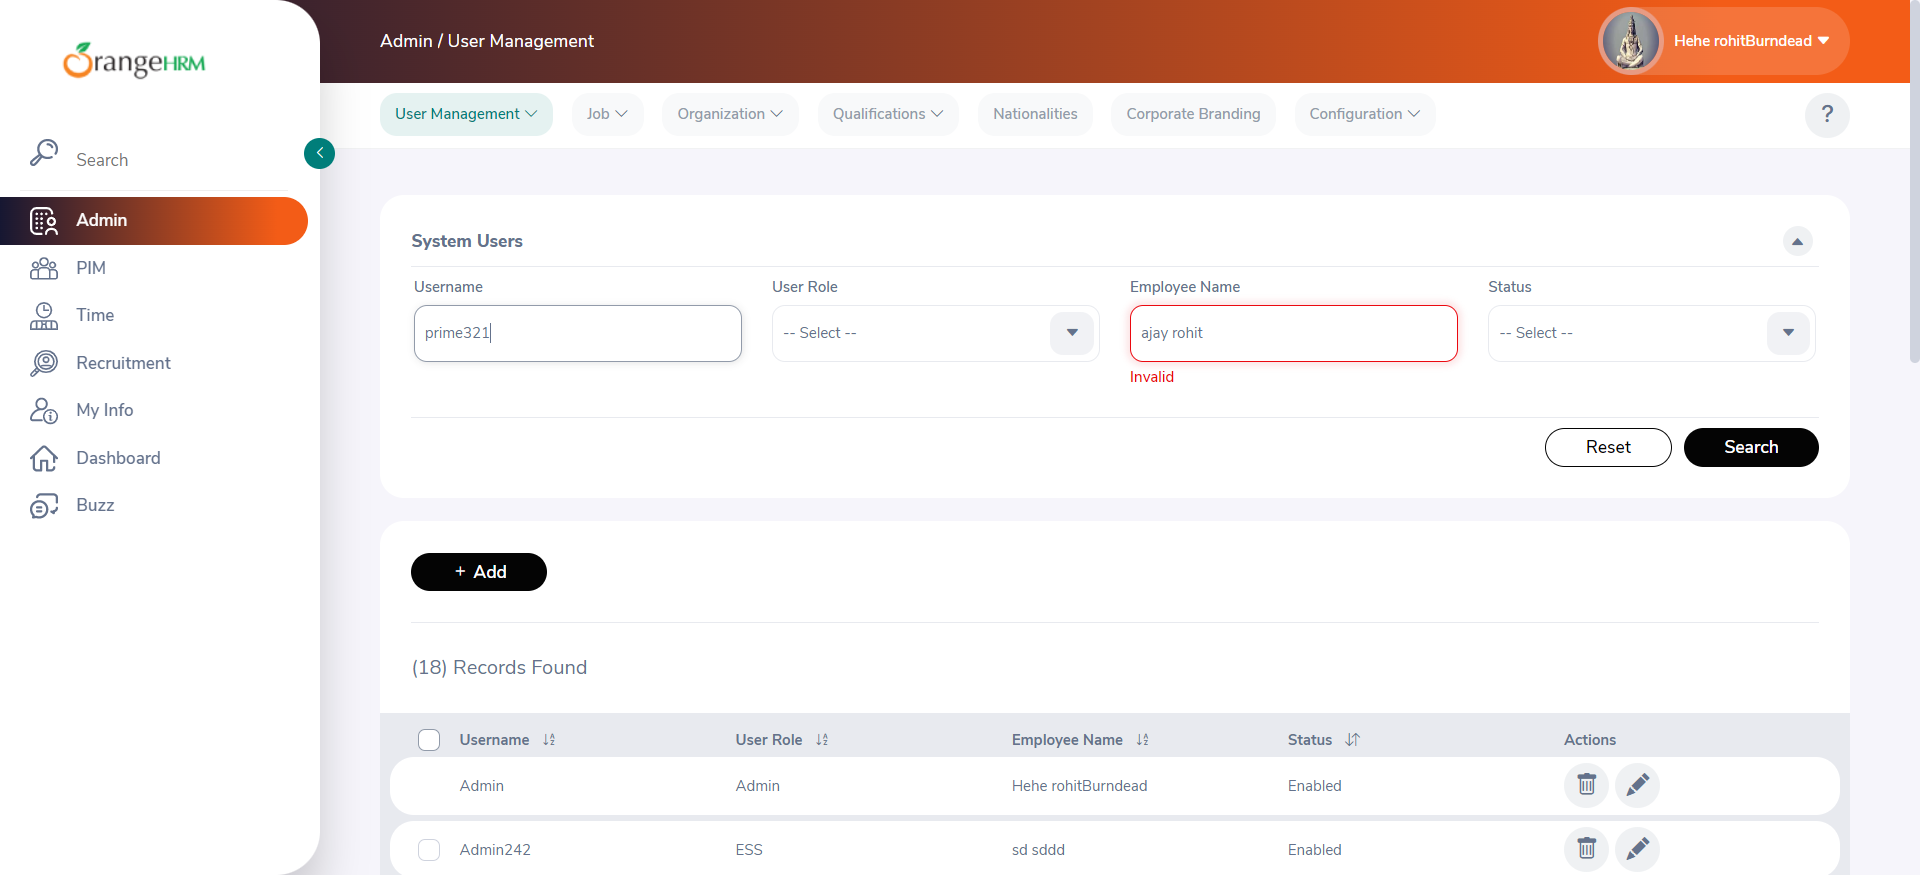 OrangeHRM
Admin / User Management
Hehe rohitBurndead
User Management
Job
Organization
Qualifications
Nationalities
Corporate Branding
Configuration
?
Search
Admin
PIM
Time
Recruitment
My Info
Dashboard
Buzz
System Users
Username
User Role
Employee Name
Status
prime321
-- Select --
ajay rohit
-- Select --
Invalid
Reset
Search
+ Add
(18) Records Found
Username
User Role
Employee Name
Status
Actions
Admin
Admin
Hehe rohitBurndead
Enabled
Admin242
ESS
sd sddd
Enabled